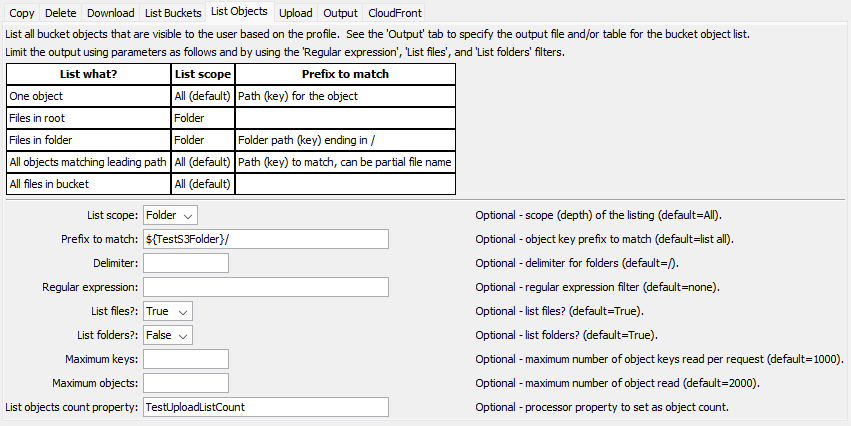 Copy Delete Download List Buckets List Objects Upload Output CloudFront
List all bucket objects that are visible to the user based on the profile. See the 'Output' tab to specify the output file and/or table for the bucket object list.
Limit the output using parameters as follows and by using the 'Regular expression', 'List files', and 'List folders' filters.
List what? List scope Prefix to match
One object All (default) Path (key) for the object
Files in root Folder
Files in folder Folder Folder path (key) ending in /
All objects matching leading path All (default) Path (key) to match, can be partial file name
All files in bucket All (default)
List scope: Folder Optional - scope (depth) of the listing (default=All).
Prefix to match: ${TestS3Folder}/ Optional - object key prefix to match (default=list all).
Delimiter: Optional - delimiter for folders (default=/).
Regular expression: Optional - regular expression filter (default=none).
List files?: True Optional - list files? (default=True).
List folders?: False Optional - list folders? (default=True).
Maximum keys: Optional - maximum number of object keys read per request (default=1000).
Maximum objects: Optional - maximum number of object read (default=2000).
List objects count property: TestUploadListCount Optional - processor property to set as object count.